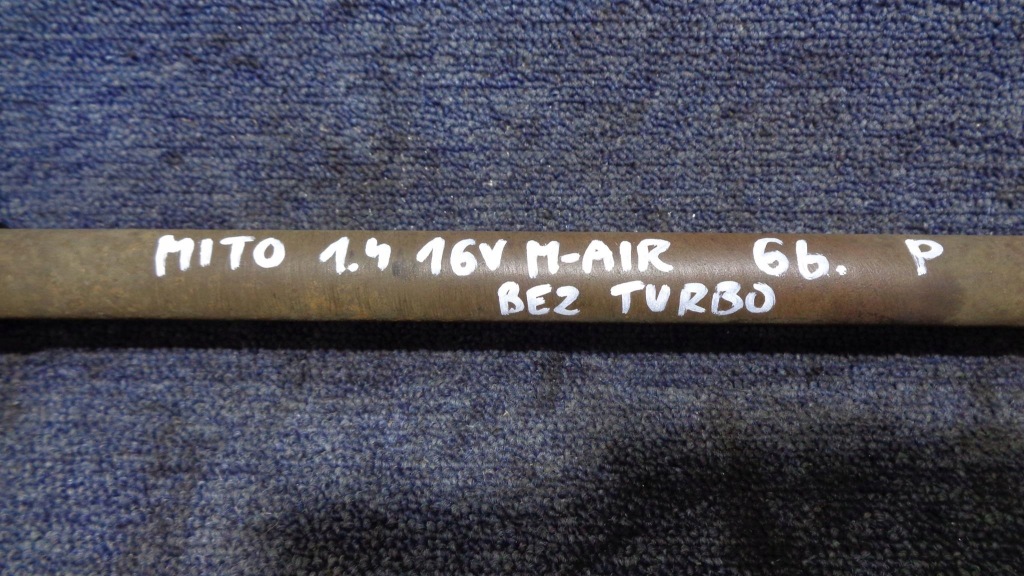 MITO 1.4 16V M-AIR 6b. P
BEZ TURBO